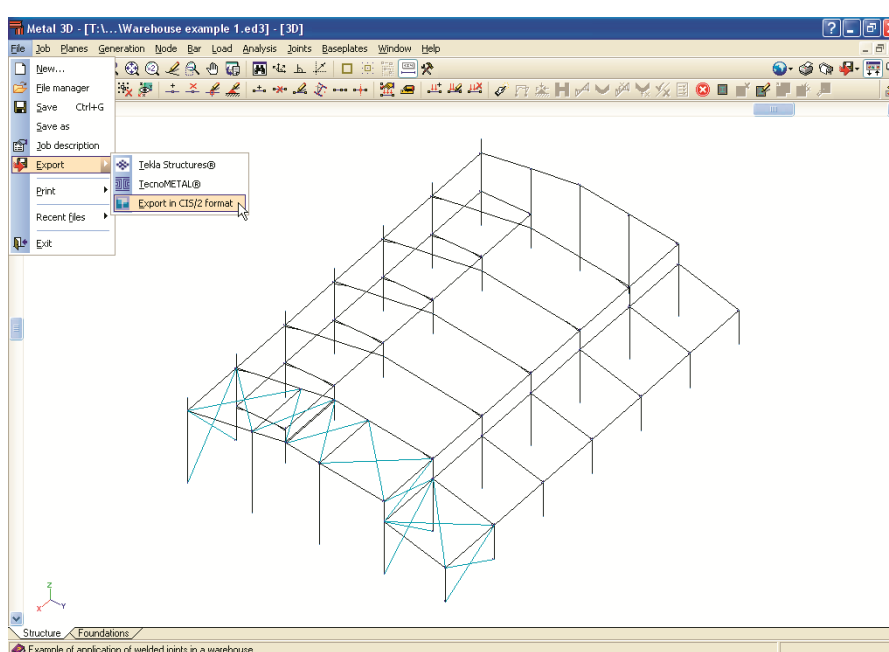 Metal 3D - [T:\...\Warehouse example 1.ed3] - [3D]
File Job Planes Generation Node Bar Load Analysis Joints Baseplates Window Help
New...
File manager
Save Ctrl+G
Save as
Job description
Export
Tekla Structures®
TecnoMETAL®
Export in CIS/2 format
Print
Recent files
Exit
Z
X
Y
Structure Foundations
Example of application of welded joints in a warehouse